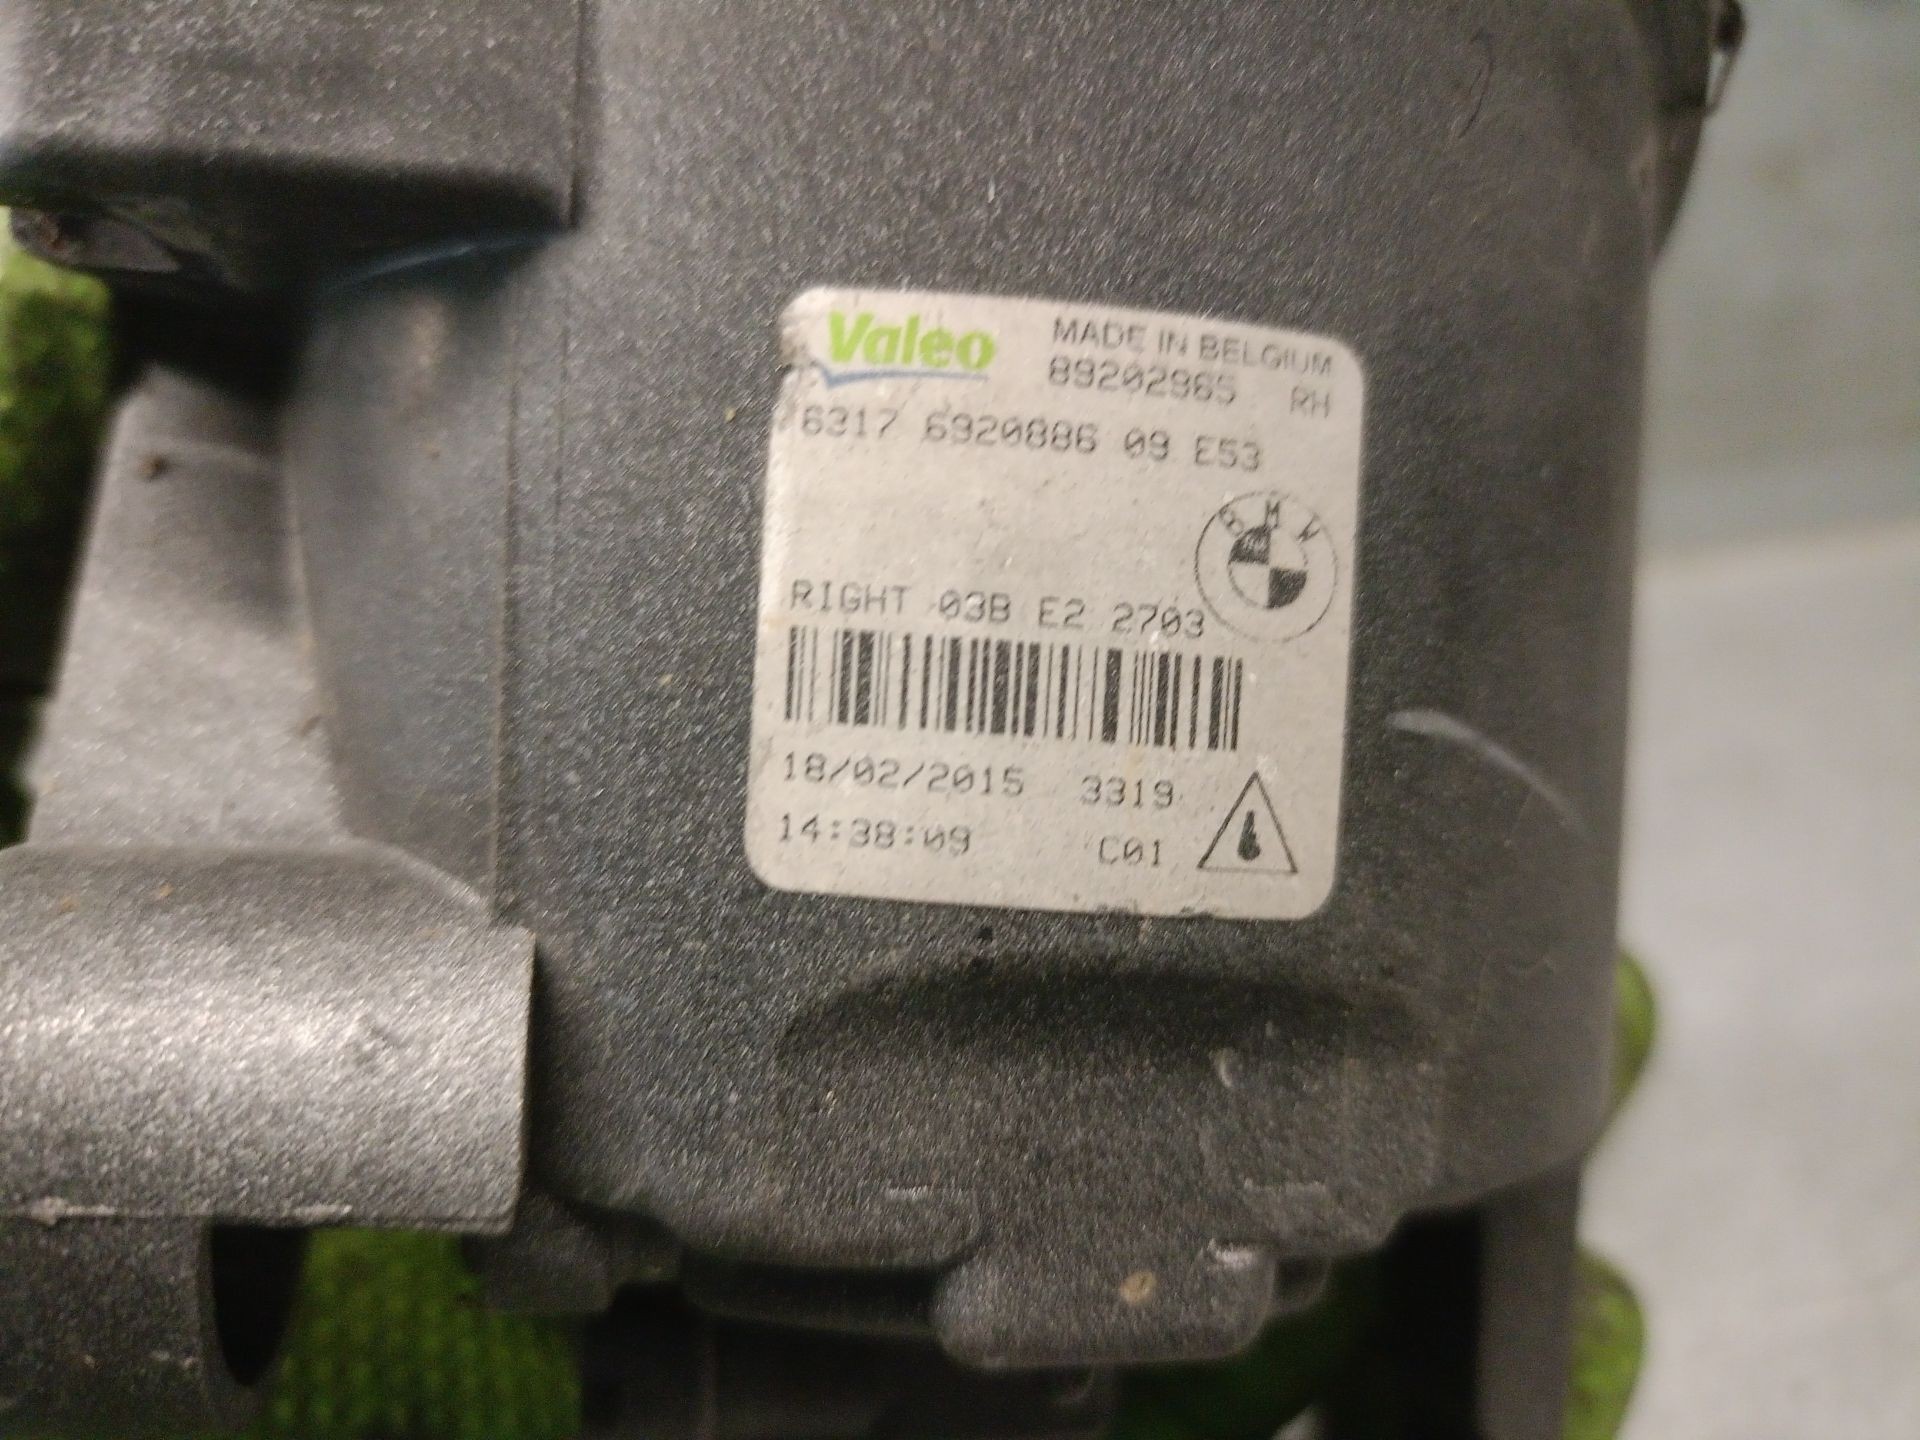 Valeo MADE IN BELGIUM
89202965 RH
6317 6920886 09 E53
BMW
RIGHT 03B E2 2703
18/02/2015 3319
14:38:09 C01